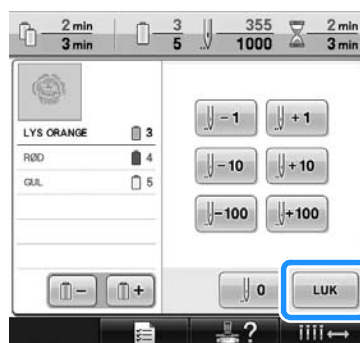 2 min 3 355 2 min
3 min 5 1000 3 min
-1 +1
LYS ORANGE 3
RØD 4
-10 +10
GUL 5
-100 +100
- + 0 LUK
?